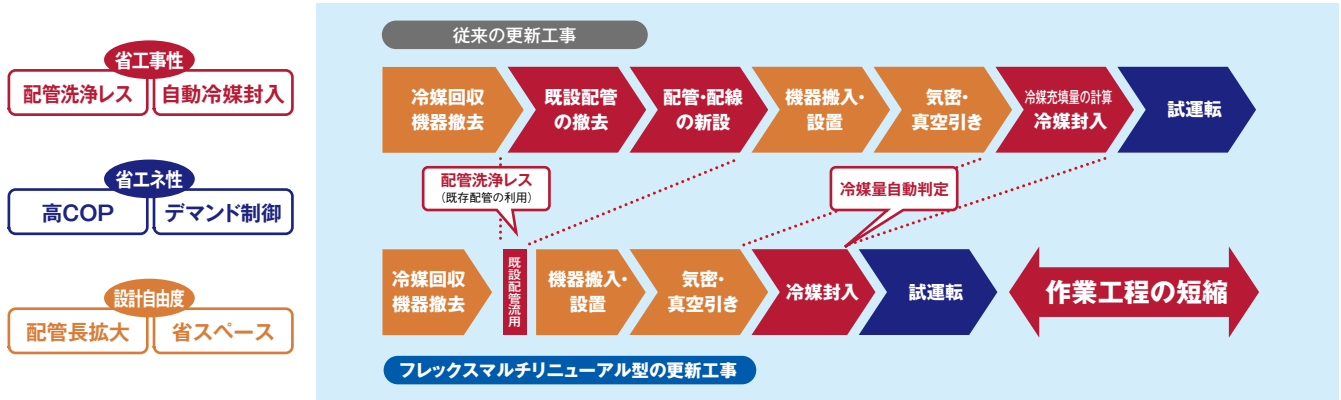 省工事性
配管洗浄レス
自動冷媒封入
省エネ性
高COP
デマンド制御
設計自由度
配管長拡大
省スペース
従来の更新工事
冷媒回収
機器撤去
既設配管
の撤去
配管・配線
の新設
機器搬入・
設置
気密・
真空引き
冷媒充填量の計算
冷媒封入
試運転
配管洗浄レス
(既存配管の利用)
冷媒量自動判定
冷媒回収
機器撤去
既設配管流用
機器搬入・
設置
気密・
真空引き
冷媒封入
試運転
作業工程の短縮
フレックスマルチリニューアル型の更新工事